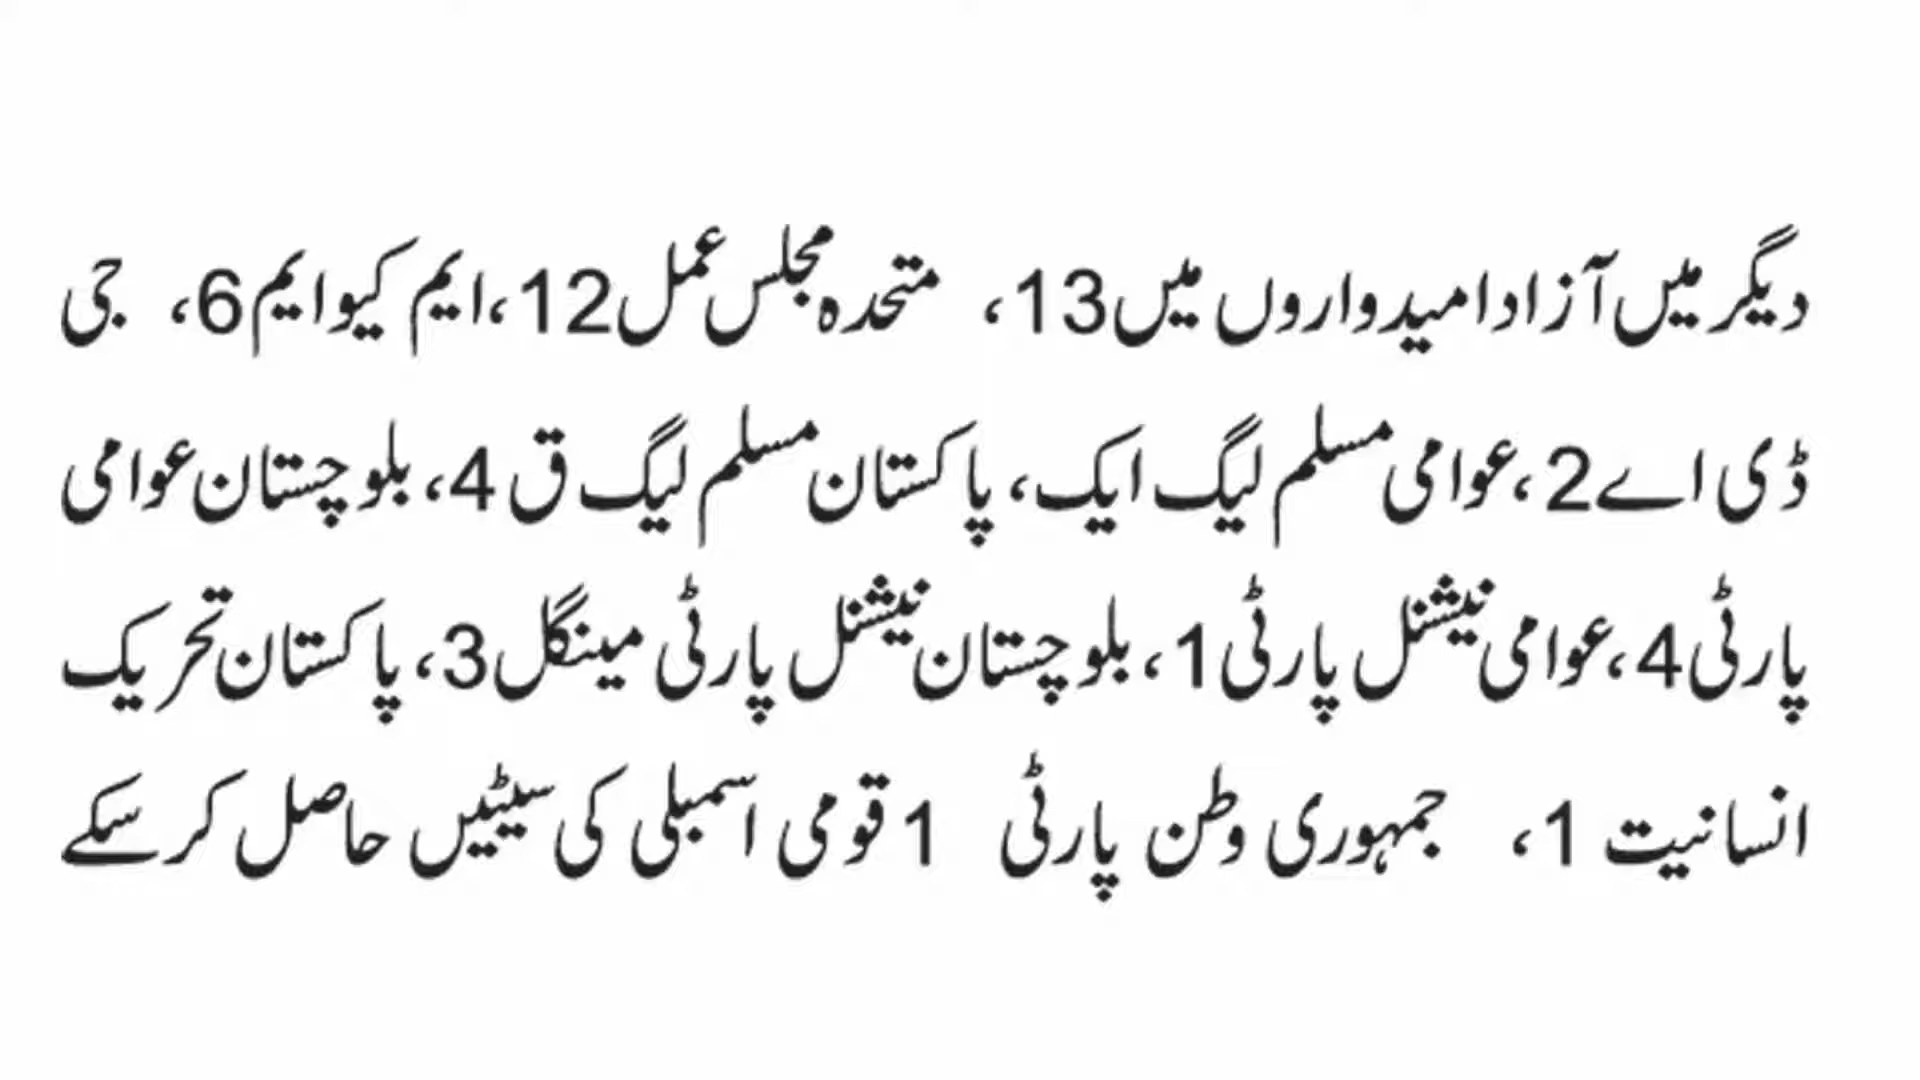 دیگر میں آزاد امیدواروں میں 13، متحدہ مجلس عمل 12، ایم کیو ایم 6، جی
ڈی اے 2، عوامی مسلم لیگ ایک، پاکستان مسلم لیگ ق 4، بلوچستان عوامی
پارٹی 4، عوامی نیشنل پارٹی 1، بلوچستان نیشنل پارٹی مینگل 3، پاکستان تحریک
انسانیت 1، جمہوری وطن پارٹی 1 قومی اسمبلی کی سیٹیں حاصل کر سکے